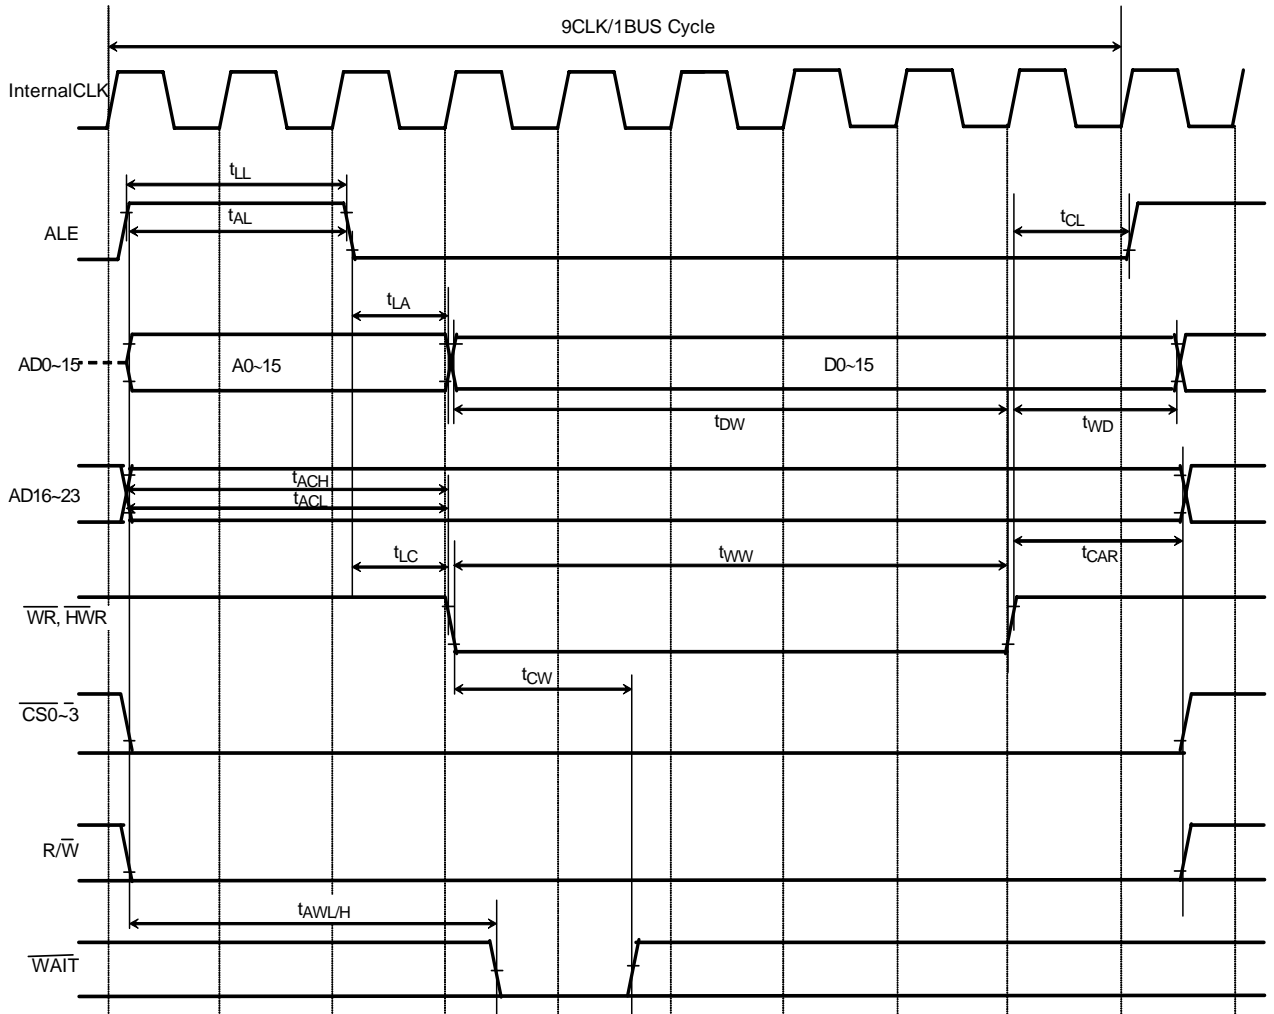 9CLK/1BUS Cycle
InternalCLK
tLL
tAL
tCL
ALE
tLA
AD0~15
A0~15
D0~15
tDW
tWD
tACH
AD16~23
tACL
tLC
tWW
tCAR
WR, HWR
tCW
CS0~3
R/W
tAWL/H
WAIT